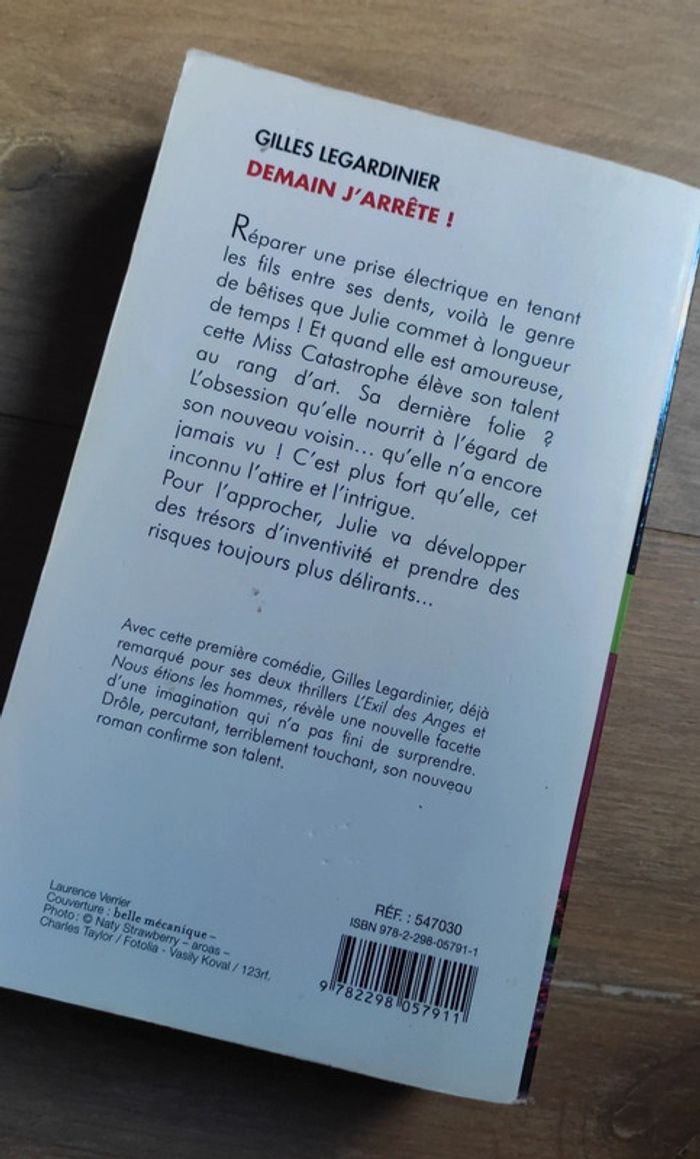 GILLES LEGARDINIER
DEMAIN J'ARRÊTE !
Réparer une prise électrique en tenant
les fils entre ses dents, voilà le genre
de bêtises que Julie commet à longueur
de temps ! Et quand elle est amoureuse,
cette Miss Catastrophe élève son talent
au rang d'art. Sa dernière folie ?
L'obsession qu'elle nourrit à l'égard de
son nouveau voisin... qu'elle n'a encore
jamais vu ! C'est plus fort qu'elle, cet
inconnu l'attire et l'intrigue.
Pour l'approcher, Julie va développer
des trésors d'inventivité et prendre des
risques toujours plus délirants...
Avec cette première comédie, Gilles Legardinier, déjà
remarqué pour ses deux thrillers L'Exil des Anges et
Nous étions les hommes, révèle une nouvelle facette
d'une imagination qui n'a pas fini de surprendre.
Drôle, percutant, terriblement touchant, son nouveau
roman confirme son talent.
Laurence Verrier
Couverture : belle mécanique –
Photo : © Naty Strawberry – aroas –
Charles Taylor / Fotolia - Vasily Koval / 123rf.
RÉF. : 547030
ISBN 978-2-298-05791-1
9 782298 057911